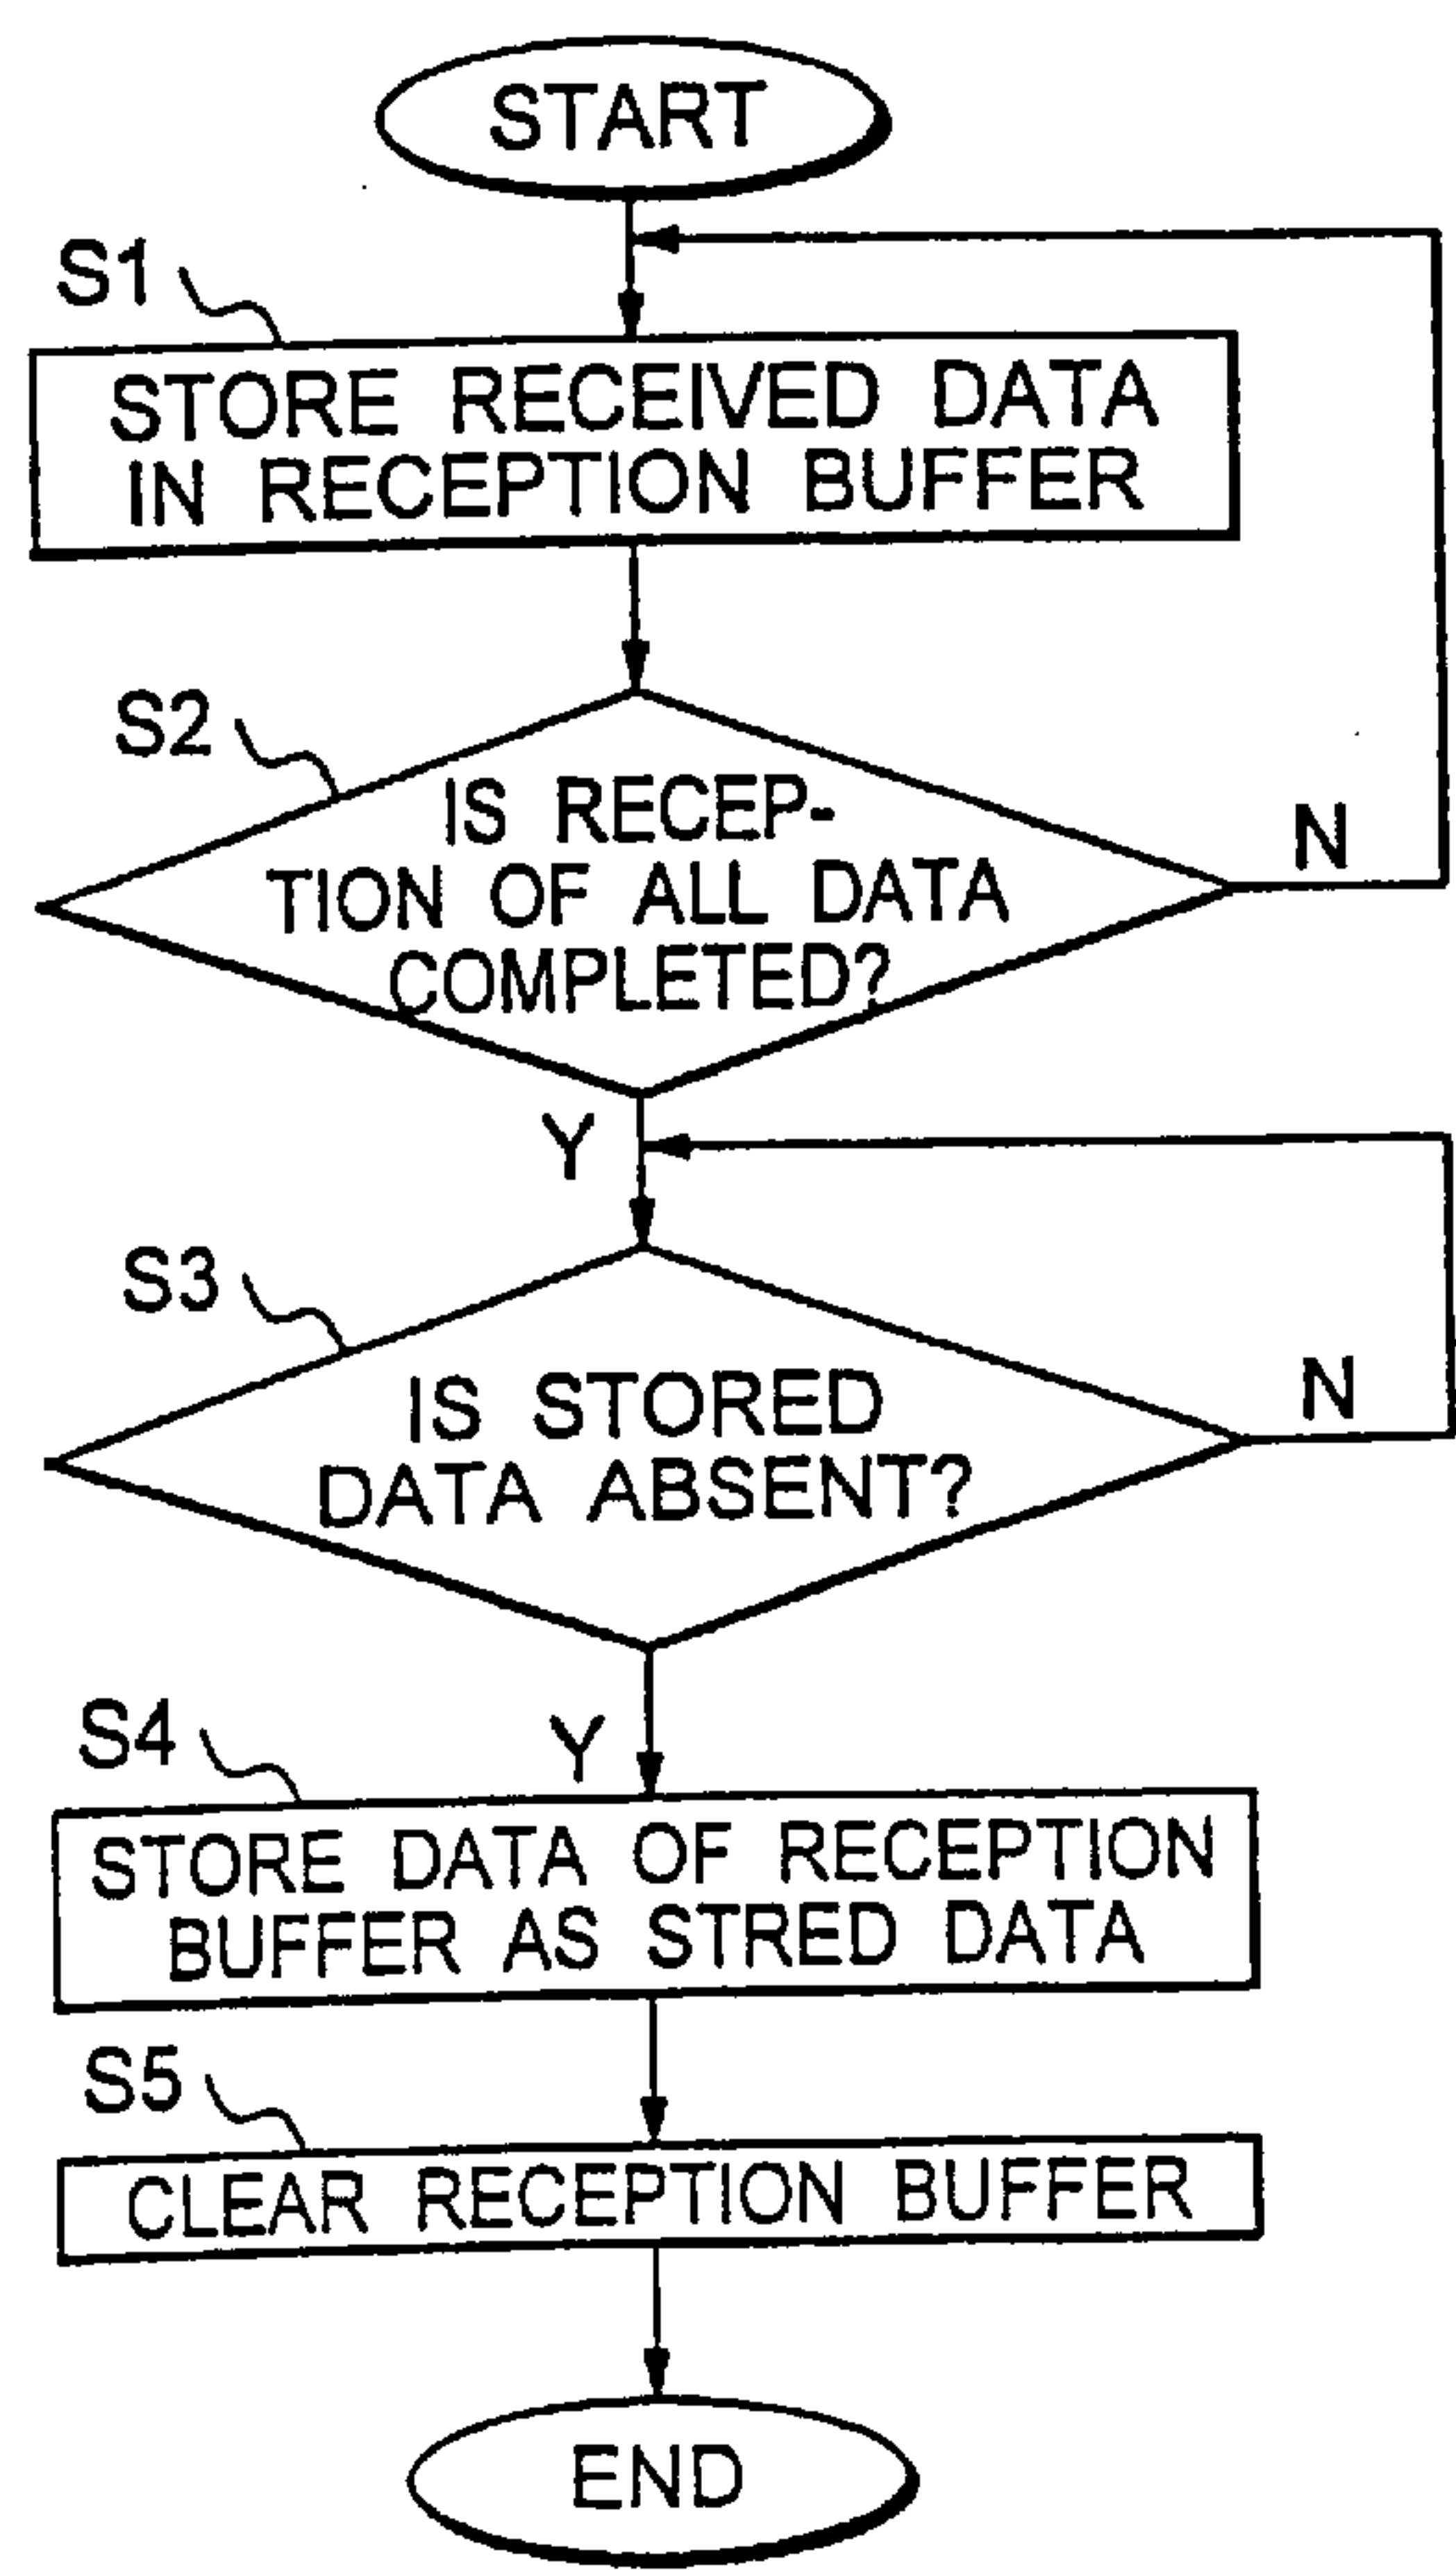 START
S1
STORE RECEIVED DATA
IN RECEPTION BUFFER
S2
IS RECEP-
TION OF ALL DATA
COMPLETED?
N
Y
S3
IS STORED
DATA ABSENT?
N
Y
S4
STORE DATA OF RECEPTION
BUFFER AS STRED DATA
S5
CLEAR RECEPTION BUFFER
END